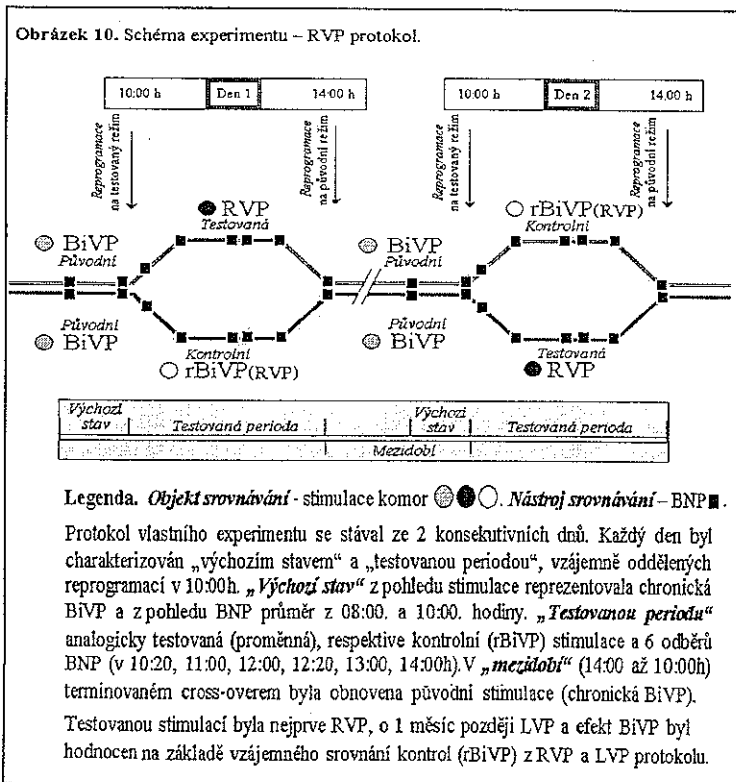 Obrázek 10. Schéma experimentu – RVP protokol.
10:00 h Den 1 14:00 h 10:00 h Den 2 14.00 h
Reprogramace na testovaný režim
Reprogramace na původní režim
Reprogramace na testovaný režim
Reprogramace na původní režim
RVP rBiVP(RVP)
Testovaná Kontrolní
BiVP BiVP
Původní Původní
Původní Původní
BiVP BiVP
Kontrolní Testovaná
rBiVP(RVP) RVP
Výchozí stav Testovaná perioda Výchozí stav Testovaná perioda
Mezidobí
Legenda. Objekt srovnávání - stimulace komor. Nástroj srovnávání – BNP.
Protokol vlastního experimentu se stával ze 2 konsekutivních dnů. Každý den byl
charakterizován „výchozím stavem“ a „testovanou periodou“, vzájemně oddělených
reprogramací v 10:00h. „Výchozí stav“ z pohledu stimulace reprezentovala chronická
BiVP a z pohledu BNP průměr z 08:00. a 10:00. hodiny. „Testovanou periodu“
analogicky testovaná (proměnná), respektive kontrolní (rBiVP) stimulace a 6 odběrů
BNP (v 10:20, 11:00, 12:00, 12:20, 13:00, 14:00h).V „mezidobí“ (14:00 až 10:00h)
termínovaném cross-overem byla obnovena původní stimulace (chronická BiVP).
Testovanou stimulací byla nejprve RVP, o 1 měsíc později LVP a efekt BiVP byl
hodnocen na základě vzájemného srovnání kontrol (rBiVP) z RVP a LVP protokolu.